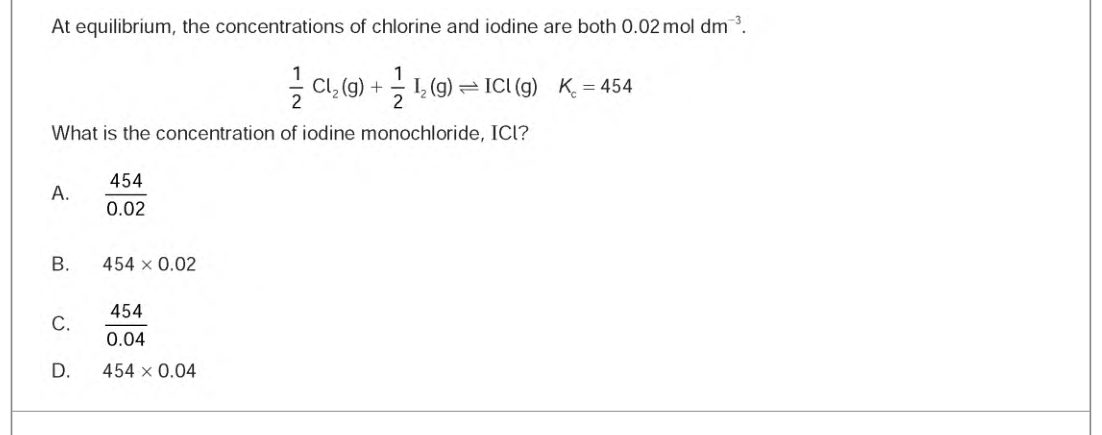 At equilibrium, the concentrations of chlorine and iodine are both 0.02 mol dm⁻³.
1/2 Cl₂(g) + 1/2 I₂(g) ⇌ ICl(g) K_c = 454
What is the concentration of iodine monochloride, ICl?
A. 454/0.02
B. 454 × 0.02
C. 454/0.04
D. 454 × 0.04